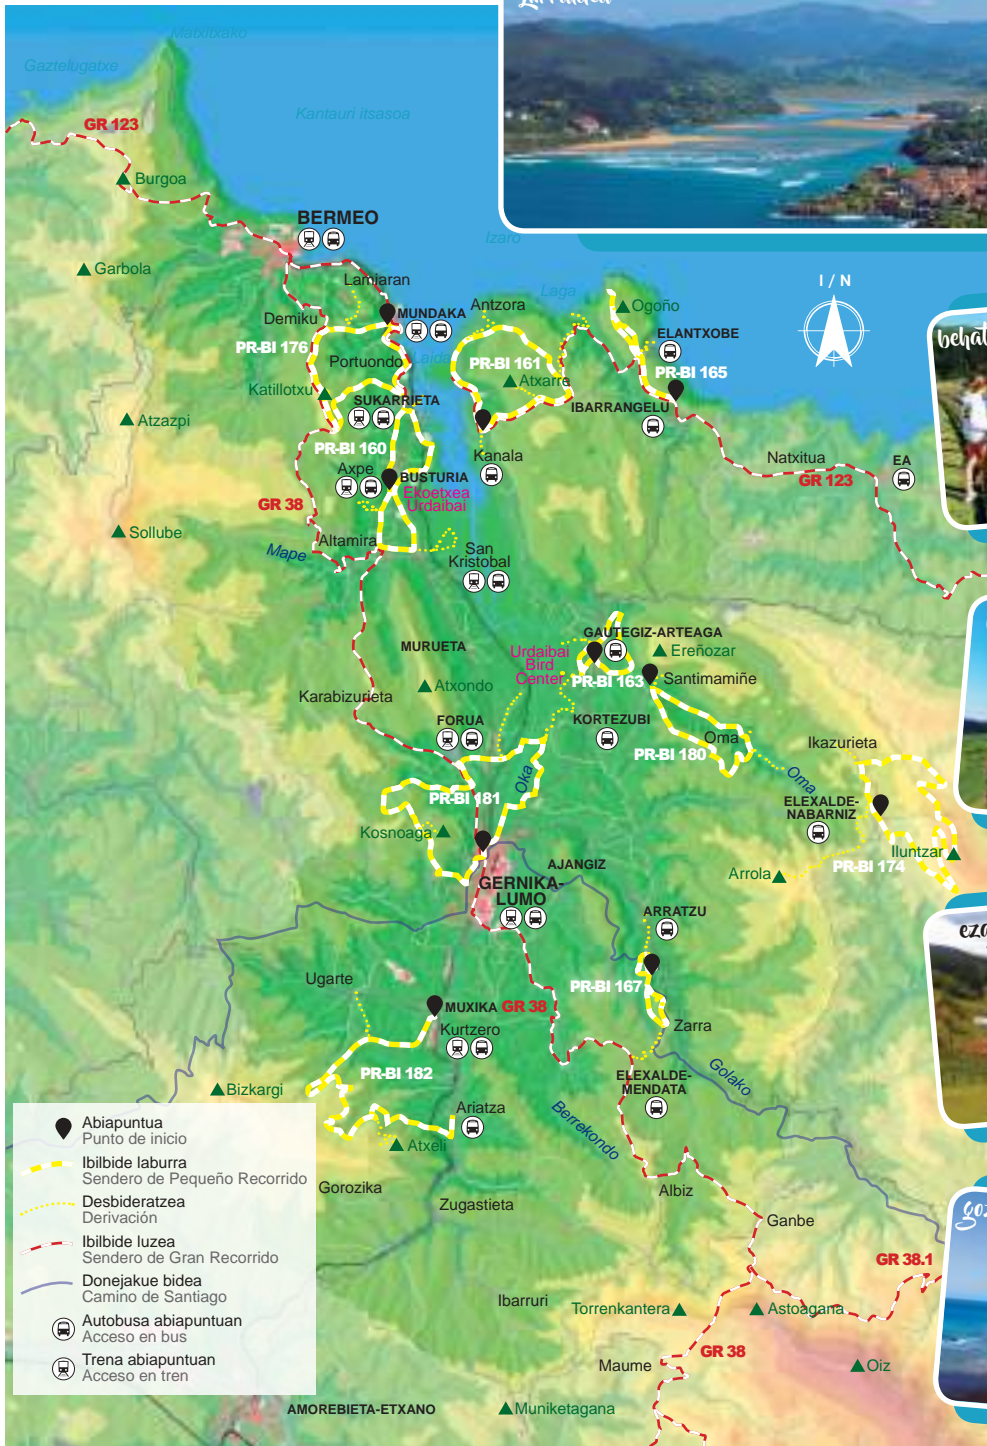 Matxitxako
Gaztelugatxe
Kantauri itsasoa
GR 123
Burgoa
BERMEO
Izaro
Garbola
Lamiaran
Laga
Antzora
Ogoño
I / N
Demiku
MUNDAKA
ELANTXOBE
PR-BI 176
Portuondo
Laida
PR-BI 161
PR-BI 165
Katillotxu
Atxarre
SUKARRIETA
IBARRANGELU
Atzazpi
PR-BI 160
Kanala
Natxitua
EA
Axpe
BUSTURIA
GR 123
Ekoetxea
Urdaibai
GR 38
Sollube
Altamira
Mape
San
Kristobal
MURUETA
Urdaibai
Bird
Center
GAUTEGIZ-ARTEAGA
Ereñozar
PR-BI 163
Santimamiñe
Atxondo
Karabizurieta
FORUA
KORTEZUBI
Oma
Ikazurieta
PR-BI 180
Oka
Oma
PR-BI 181
ELEXALDE-
NABARNIZ
Kosnoaga
Iluntzar
AJANGIZ
Arrola
PR-BI 174
GERNIKA-
LUMO
ARRATZU
Ugarte
PR-BI 167
MUXIKA
GR 38
Zarra
Kurtzero
Golako
PR-BI 182
ELEXALDE-
MENDATA
Bizkargi
Ariatza
Berrekondo
Atxeli
Gorozika
Zugastieta
Albiz
Ganbe
GR 38.1
Ibarruri
Torrenkantera
Astoagana
GR 38
Maume
Oiz
AMOREBIETA-ETXANO
Muniketagana
Abiapuntua
Punto de inicio
Ibilbide laburra
Sendero de Pequeño Recorrido
Desbideratzea
Derivación
Ibilbide luzea
Sendero de Gran Recorrido
Donejakue bidea
Camino de Santiago
Autobusa abiapuntuan
Acceso en bus
Trena abiapuntuan
Acceso en tren